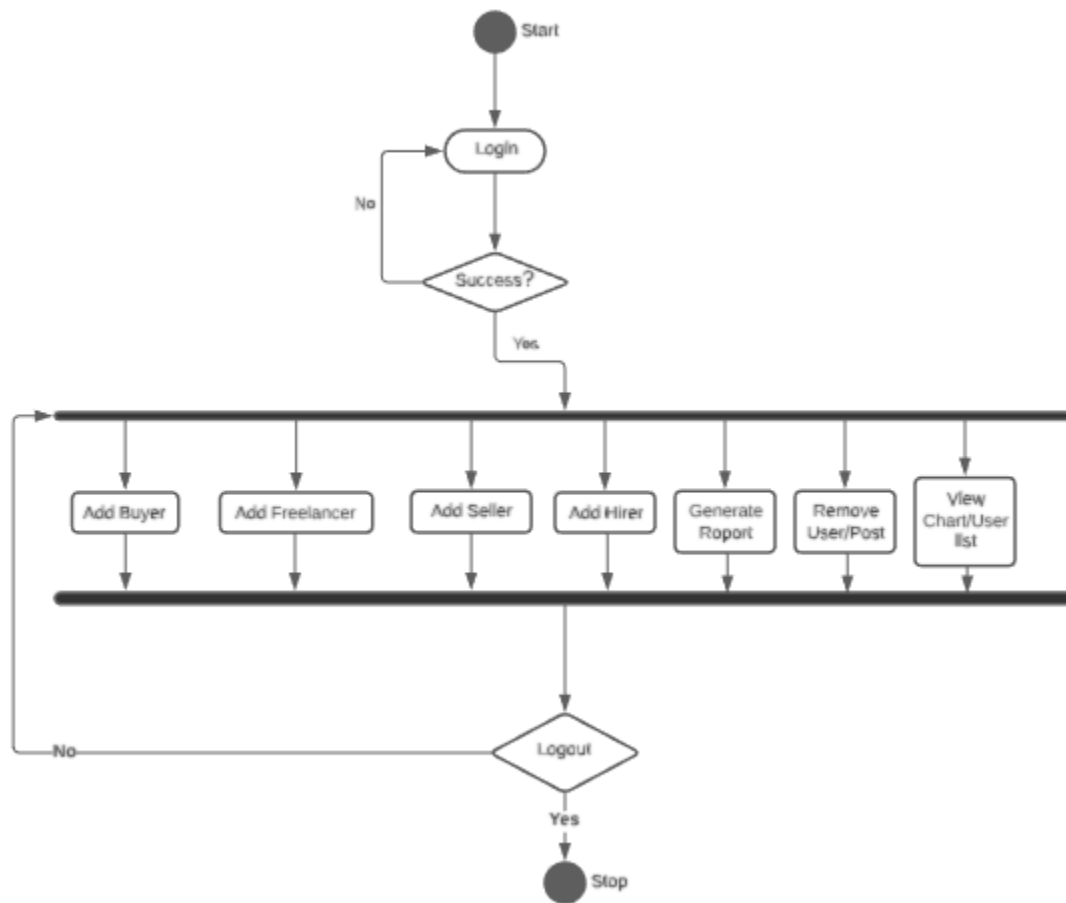 Start
Login
No
Success?
Yes
Add Buyer
Add Freelancer
Add Seller
Add Hirer
Generate
Roport
Remove
User/Post
View
Chart/User
list
Logout
No
Yes
Stop